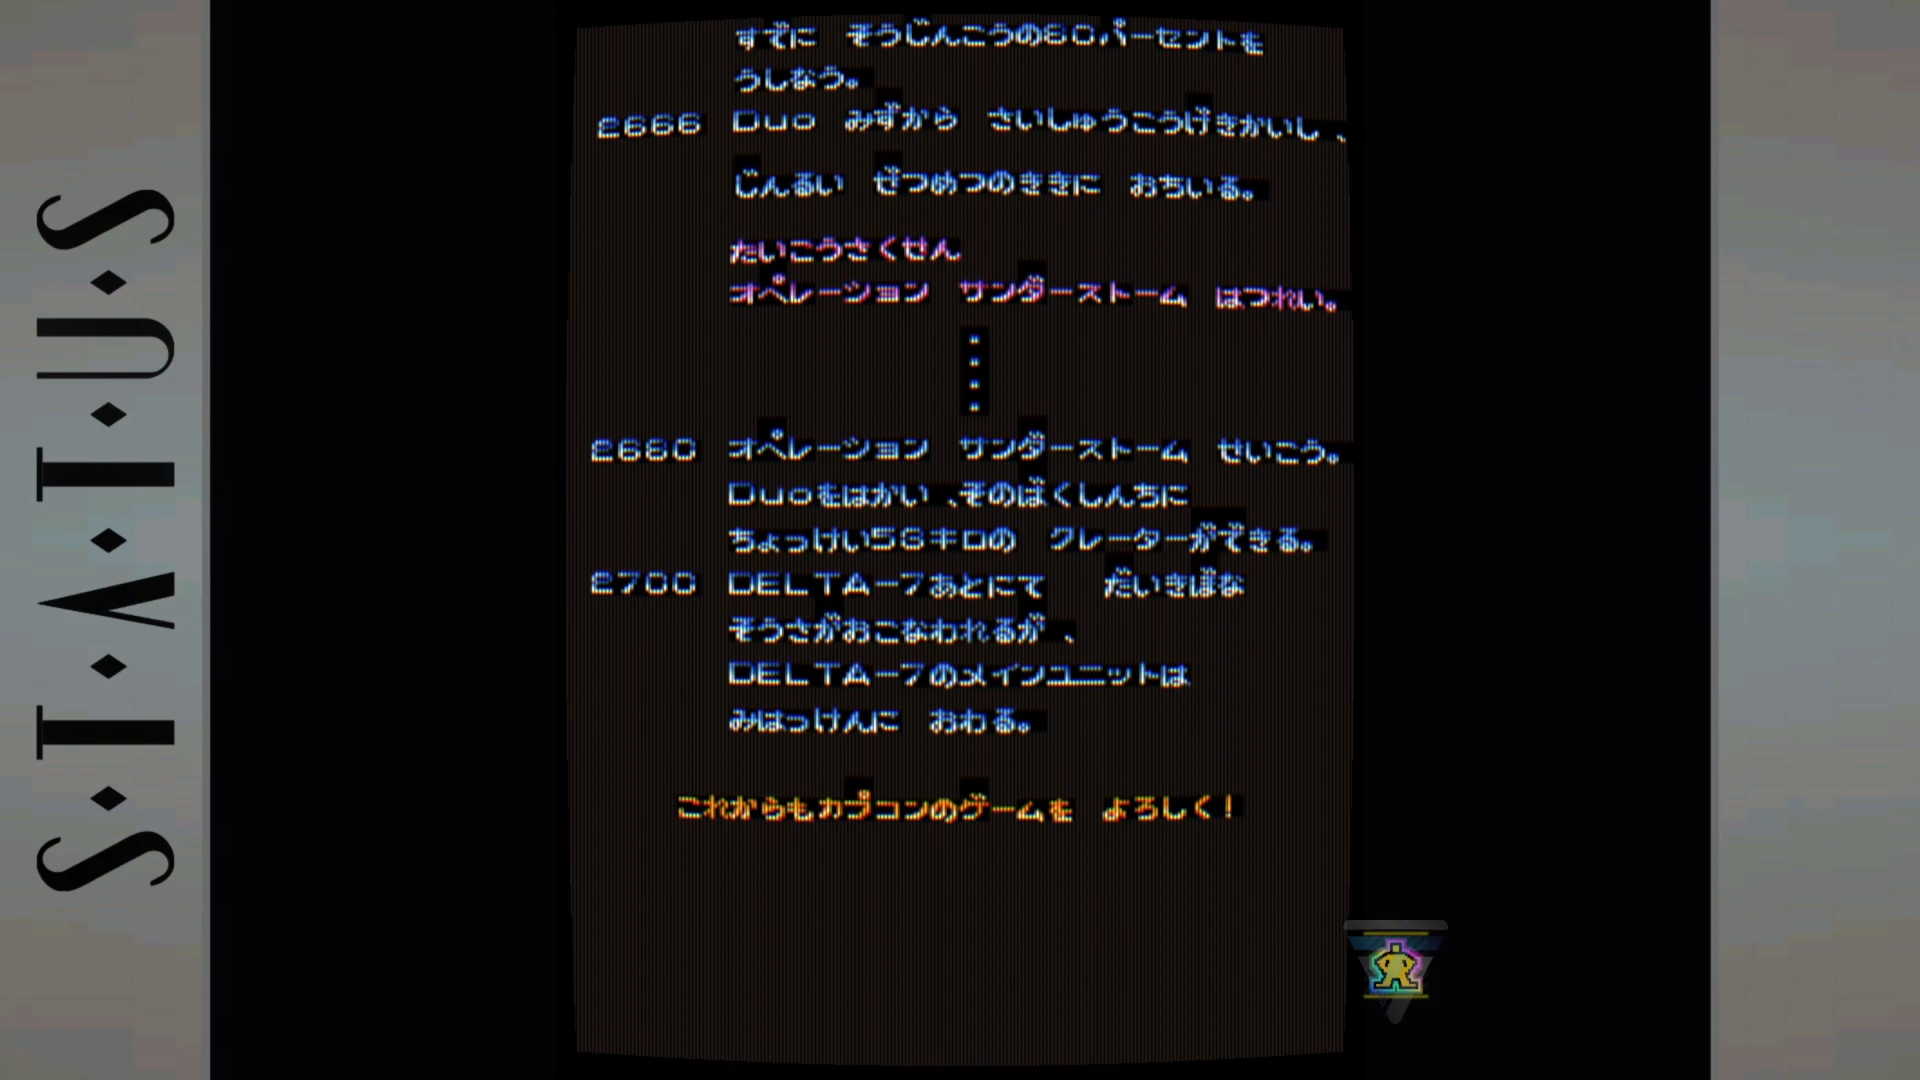 すでに そうじんこうの80パーセントを
うしなう。
2666 Duo みずから さいしゅうこうげきかいし、
じんるい ぜつめつのききに おちいる。
たいこうさくせん
オペレーション サンダーストーム はつれい。
2680 オペレーション サンダーストーム せいこう。
Duoをはかい、そのばくしんちに
ちょっけい58キロの クレーターができる。
2700 DELTA-7あとにて だいきぼな
そうさがおこなわれるが、
DELTA-7のメインユニットは
みはっけんに おわる。
これからもカプコンのゲームを よろしく!
S·T·A·T·U·S